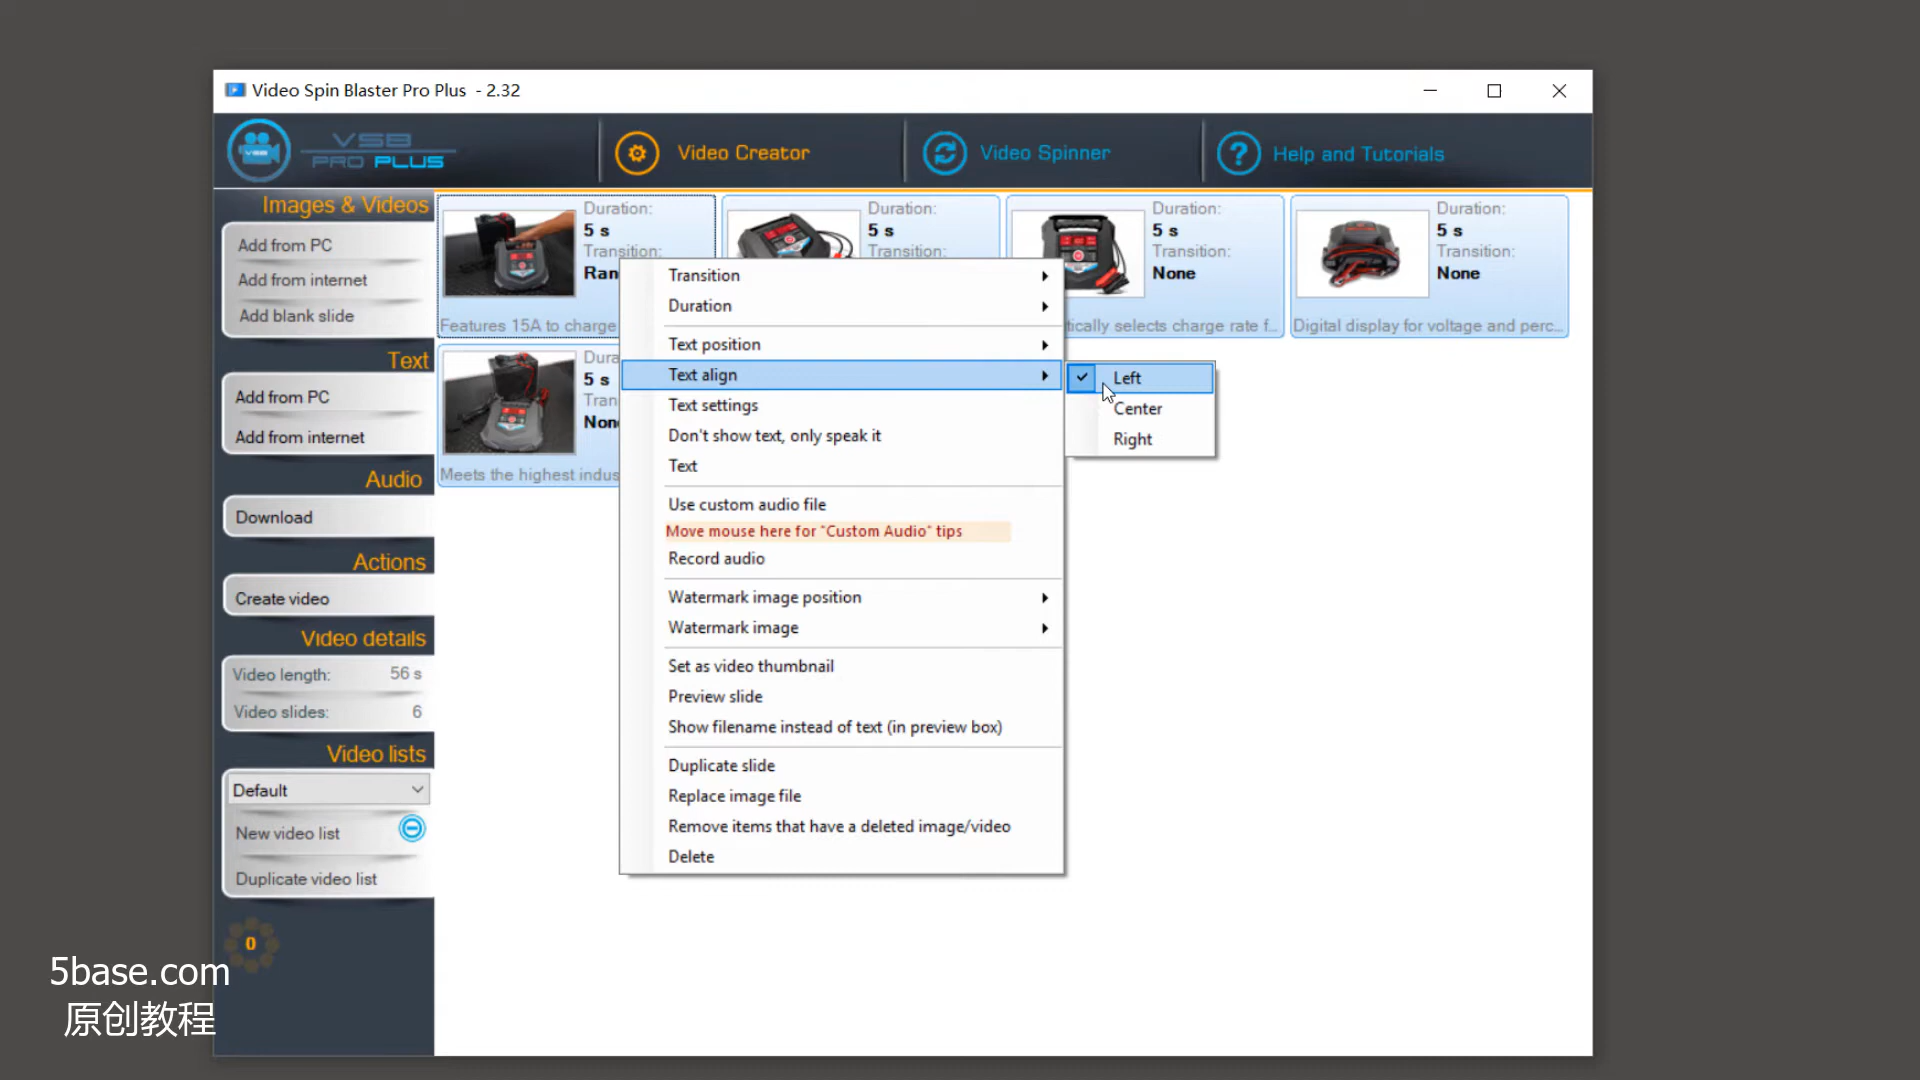 Video Spin Blaster Pro Plus - 2.32
VSB
PRO PLUS
Video Creator
Video Spinner
Help and Tutorials
Images & Videos
Add from PC
Add from internet
Add blank slide
Text
Add from PC
Add from internet
Audio
Download
Actions
Create video
Video details
Video length: 56 s
Video slides: 6
Video lists
Default
New video list
Duplicate video list
0
Duration:
5 s
Transition:
Ran
Features 15A to charge
Duration:
5 s
Transition:
Duration:
5 s
Transition:
None
tically selects charge rate f...
Duration:
5 s
Transition:
None
Digital display for voltage and perc...
Dura
5 s
Tran
Non
Meets the highest indus
Transition
Duration
Text position
Text align
Text settings
Don't show text, only speak it
Text
Use custom audio file
Move mouse here for "Custom Audio" tips
Record audio
Watermark image position
Watermark image
Set as video thumbnail
Preview slide
Show filename instead of text (in preview box)
Duplicate slide
Replace image file
Remove items that have a deleted image/video
Delete
Left
Center
Right
5base.com
原创教程